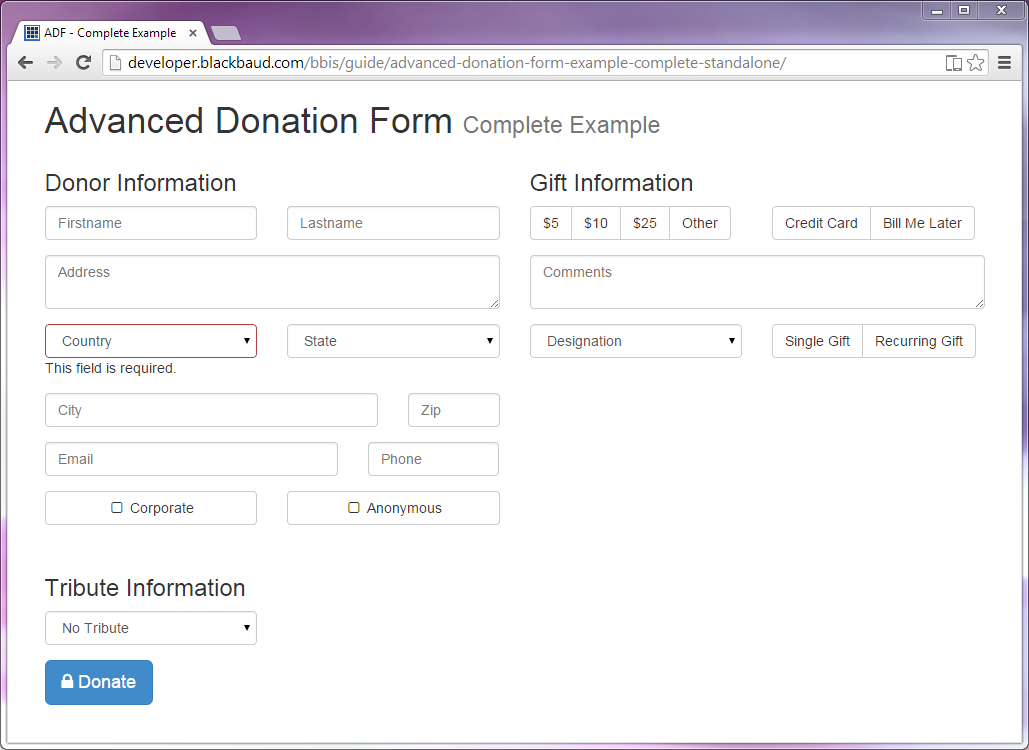 ADF - Complete Example
developer.blackbaud.com/bbis/guide/advanced-donation-form-example-complete-standalone/
Advanced Donation Form Complete Example
Donor Information
Firstname Lastname
Address
Country State
This field is required.
City Zip
Email Phone
Corporate Anonymous
Gift Information
$5 $10 $25 Other Credit Card Bill Me Later
Comments
Designation Single Gift Recurring Gift
Tribute Information
No Tribute
Donate